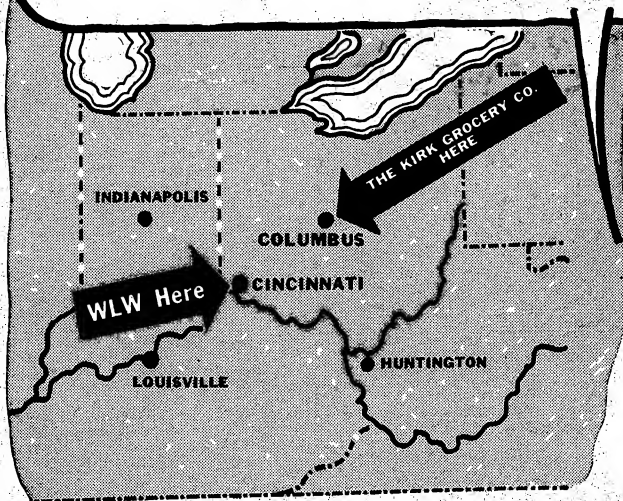 THE KIRK GROCERY CO.
HERE
INDIANAPOLIS
COLUMBUS
CINCINNATI
WLW Here
HUNTINGTON
LOUISVILLE